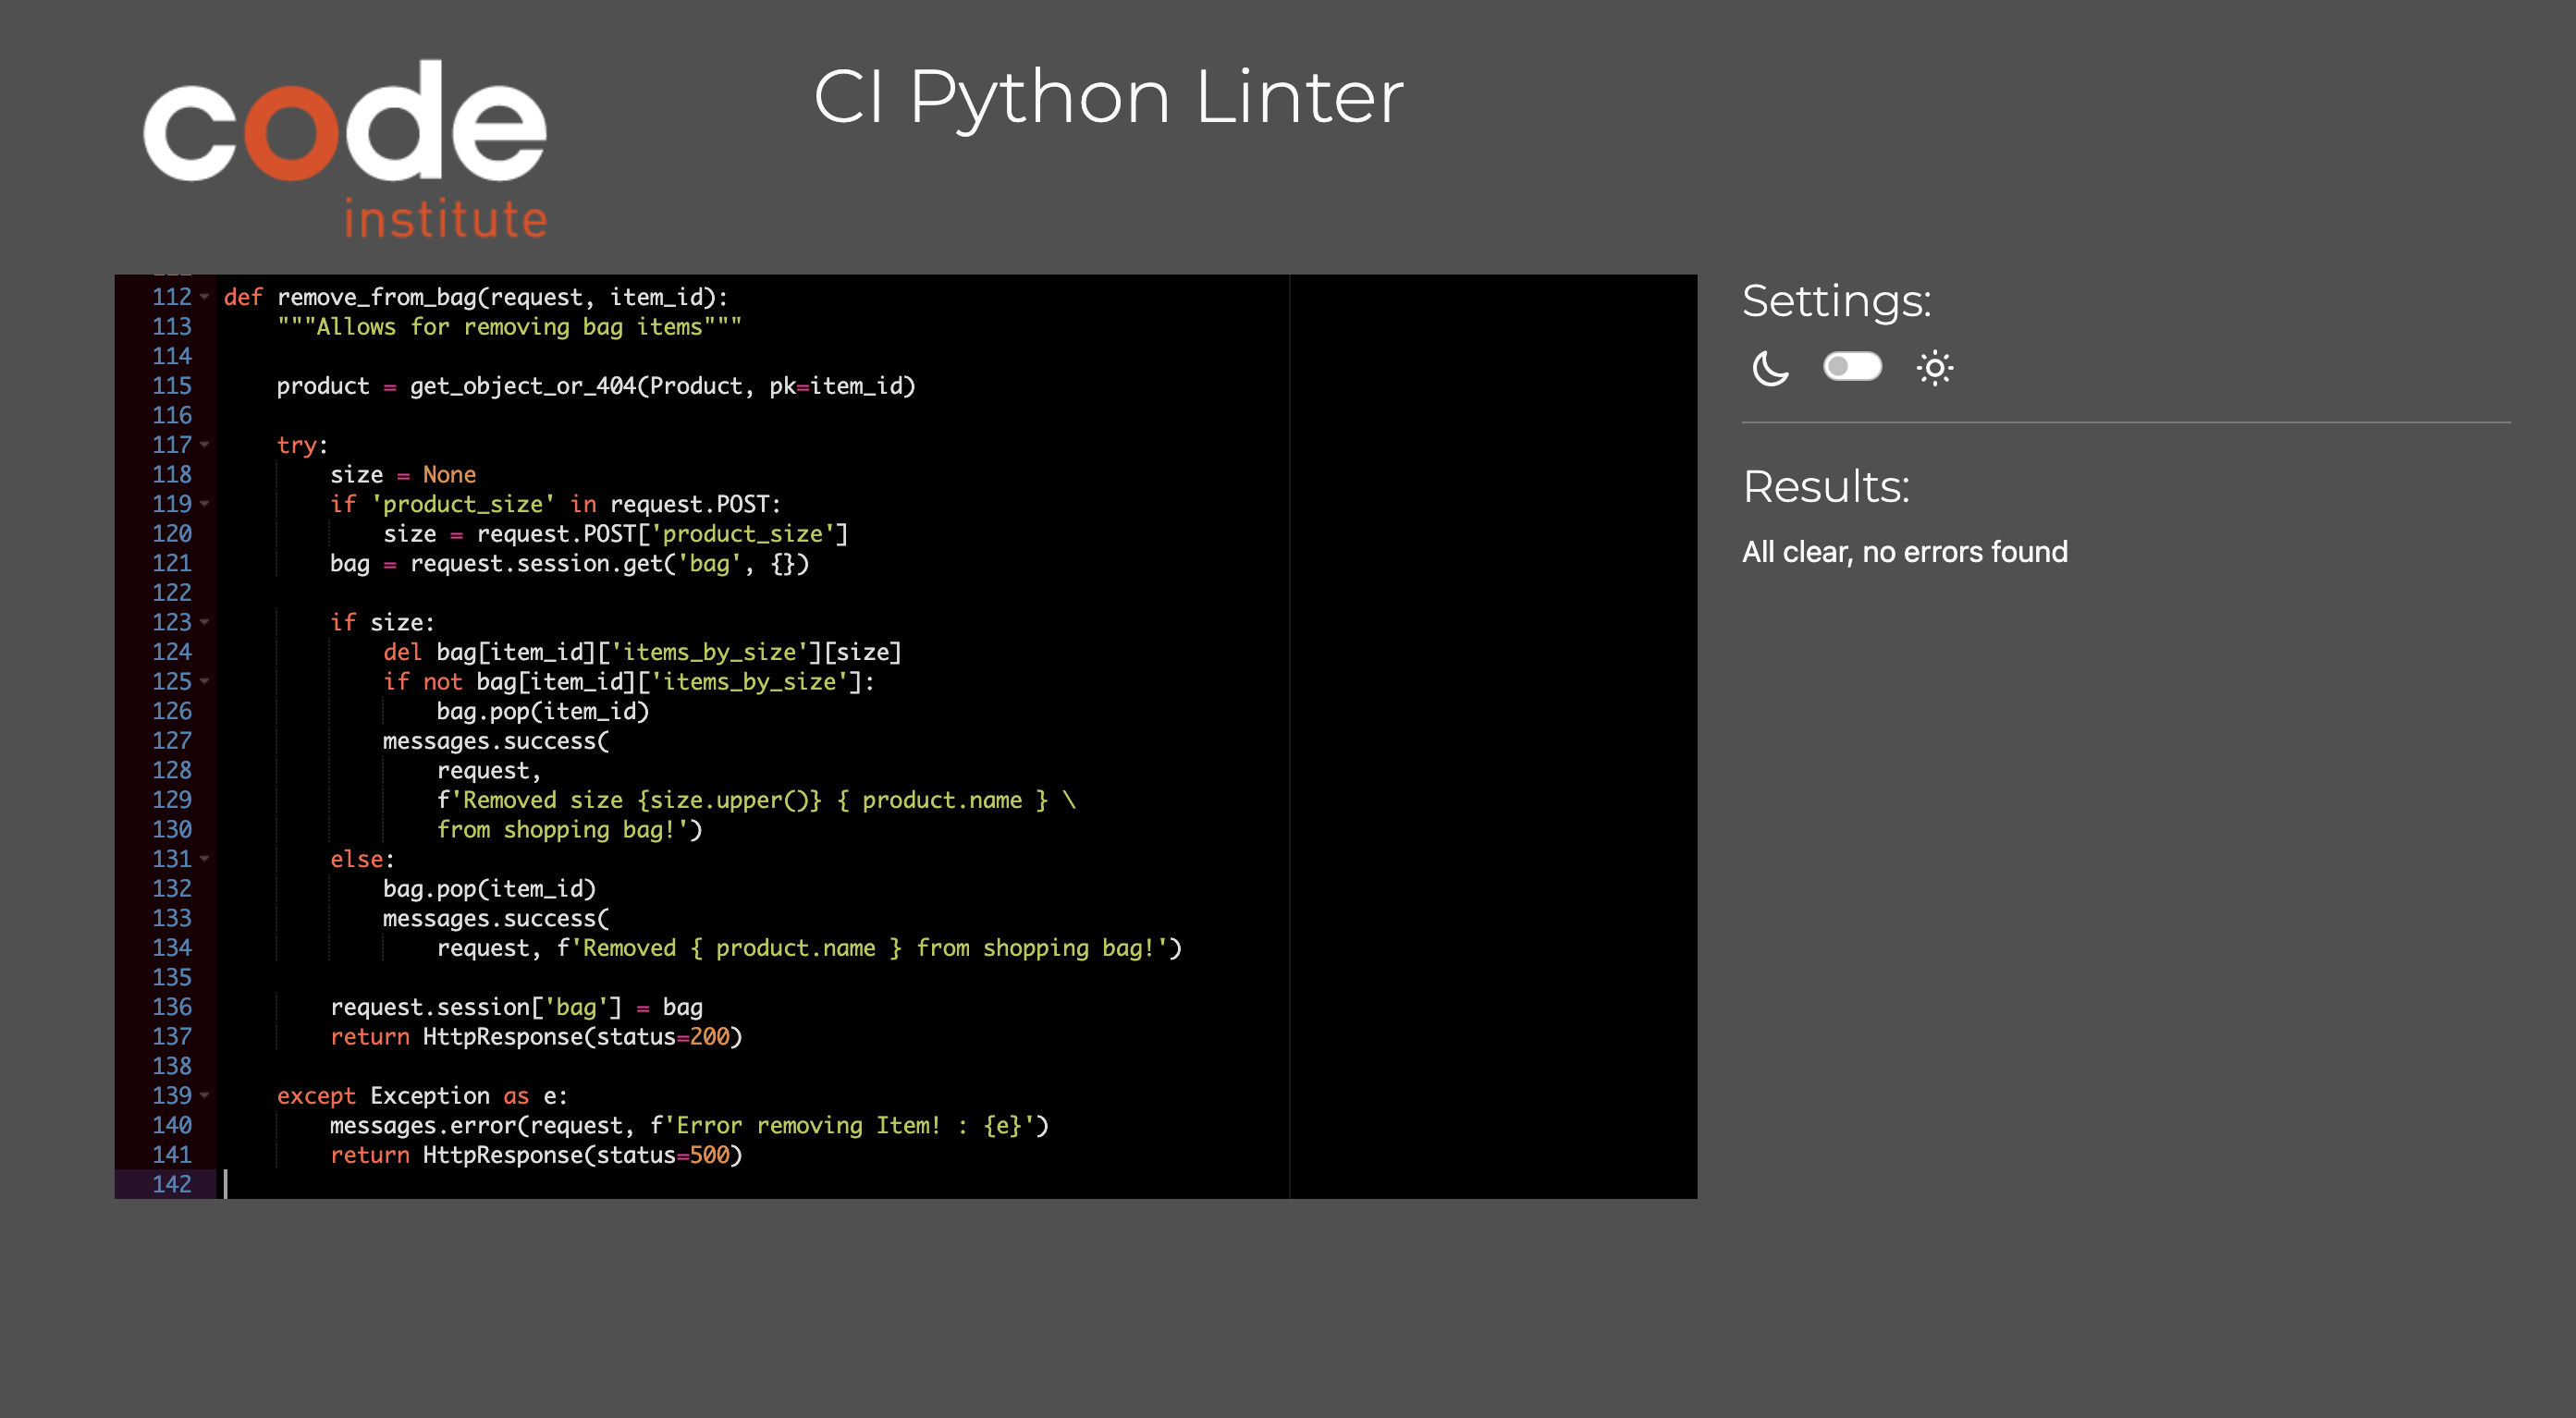 code
institute
CI Python Linter
112 def remove_from_bag(request, item_id):
113     """Allows for removing bag items"""
114
115     product = get_object_or_404(Product, pk=item_id)
116
117     try:
118         size = None
119         if 'product_size' in request.POST:
120             size = request.POST['product_size']
121         bag = request.session.get('bag', {})
122
123         if size:
124             del bag[item_id]['items_by_size'][size]
125             if not bag[item_id]['items_by_size']:
126                 bag.pop(item_id)
127             messages.success(
128                 request,
129                 f'Removed size {size.upper()} { product.name } \
130                 from shopping bag!')
131         else:
132             bag.pop(item_id)
133             messages.success(
134                 request, f'Removed { product.name } from shopping bag!')
135
136         request.session['bag'] = bag
137         return HttpResponse(status=200)
138
139     except Exception as e:
140         messages.error(request, f'Error removing Item! : {e}')
141         return HttpResponse(status=500)
142
Settings:
Results:
All clear, no errors found